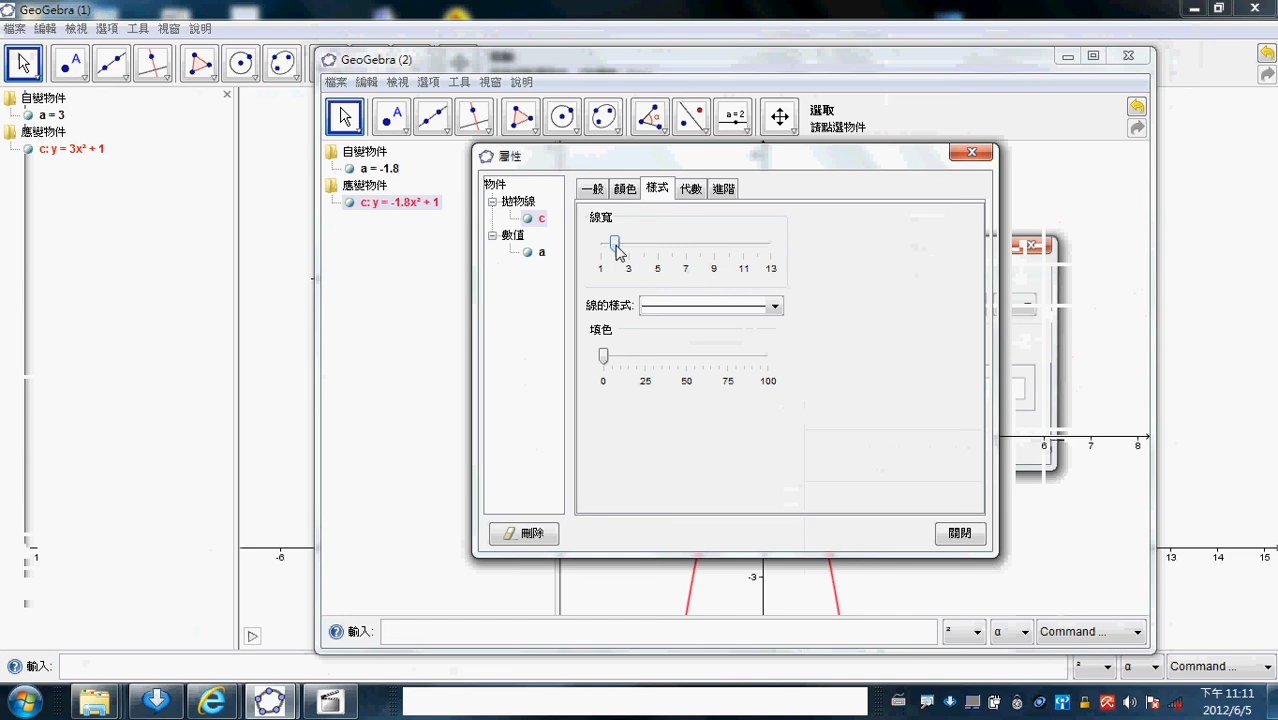 GeoGebra (1)
檔案 編輯 檢視 選項 工具 視窗 說明
自變物件
a = 3
應變物件
c: y = 3x² + 1
GeoGebra (2)
檔案 編輯 檢視 選項 工具 視窗 說明
A
α
a=2
選取
請點選物件
自變物件
a = -1.8
應變物件
c: y = -1.8x² + 1
屬性
物件
拋物線
c
數值
a
一般 顏色 樣式 代數 進階
線寬
1 3 5 7 9 11 13
線的樣式:
填色
0 25 50 75 100
刪除
關閉
6 7 8
-3
1
-6
13 14 15
輸入:
² α Command ...
輸入:
² α Command ...
下午 11:11
2012/6/5